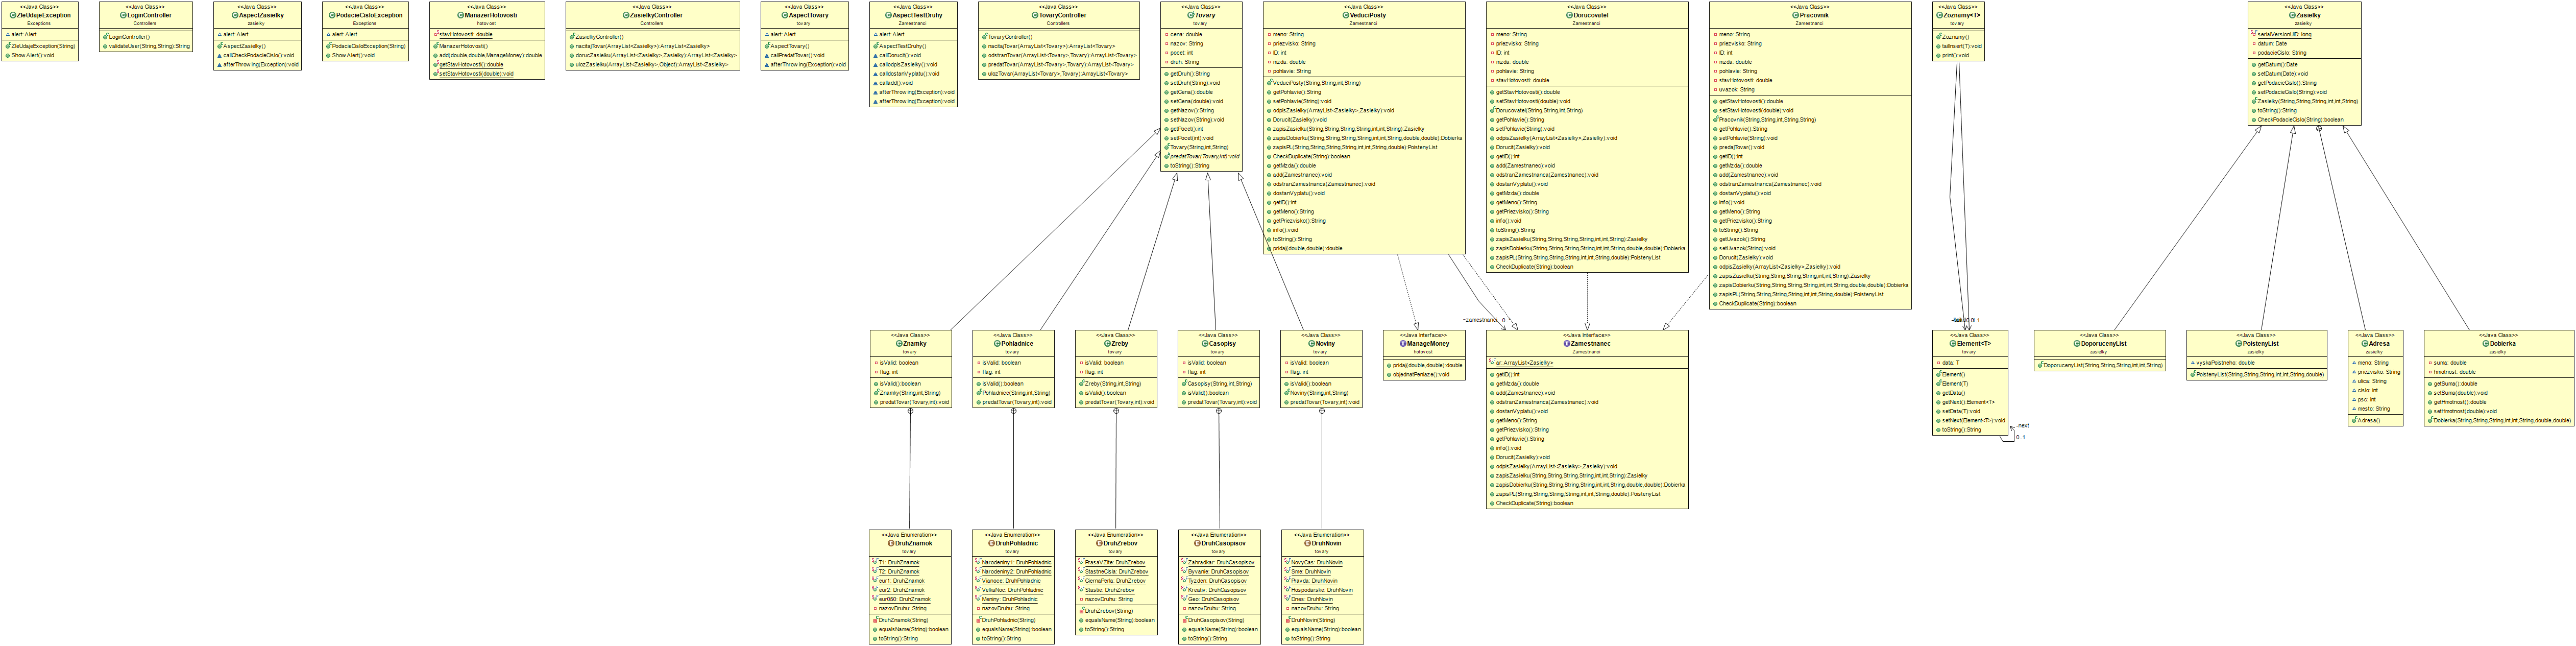 <<Java Class>>
ZleUdajeException
Exceptions
alert: Alert
ZleUdajeException(String)
Show Alert():void
<<Java Class>>
LoginController
Controllers
LoginController()
validateUser(String,String):String
<<Java Class>>
AspectZasielky
zasielky
alert: Alert
AspectZasielky()
callCheckPodacieCislo():void
afterThrowing(Exception):void
<<Java Class>>
PodacieCisloException
Exceptions
alert: Alert
PodacieCisloException(String)
Show Alert():void
<<Java Class>>
ManazerHotovosti
hotovost
stavHotovosti: double
ManazerHotovosti()
add(double,double,ManageMoney):double
getStavHotovosti():double
setStavHotovosti(double):void
<<Java Class>>
ZasielkyController
Controllers
ZasielkyController()
nacitajTovar(ArrayList<Zasielky>):ArrayList<Zasielky>
dorucZasielku(ArrayList<Zasielky>,Zasielky):ArrayList<Zasielky>
ulozZasielku(ArrayList<Zasielky>,Object):ArrayList<Zasielky>
<<Java Class>>
AspectTovary
tovary
alert: Alert
AspectTovary()
callPredatTovar():void
afterThrowing(Exception):void
<<Java Class>>
AspectTestDruhy
Zamestnanci
alert: Alert
AspectTestDruhy()
callDorucit():void
callodpisZasielky():void
calldostanVyplatu():void
calladd():void
afterThrowing(Exception):void
afterThrowing(Exception):void
<<Java Class>>
TovaryController
Controllers
TovaryController()
nacitajTovar(ArrayList<Tovary>):ArrayList<Tovary>
odstranTovar(ArrayList<Tovary>,Tovary):ArrayList<Tovary>
predatTovar(ArrayList<Tovary>,Tovary):ArrayList<Tovary>
ulozTovar(ArrayList<Tovary>,Tovary):ArrayList<Tovary>
<<Java Class>>
Tovary
tovary
cena: double
nazov: String
pocet: int
druh: String
getDruh():String
setDruh(String):void
getCena():double
setCena(double):void
getNazov():String
setNazov(String):void
getPocet():int
setPocet(int):void
Tovary(String,int,String)
predatTovar(Tovary,int):void
toString():String
<<Java Class>>
VeduciPosty
Zamestnanci
meno: String
priezvisko: String
ID: int
mzda: double
pohlavie: String
VeduciPosty(String,String,int,String)
getPohlavie():String
setPohlavie(String):void
odpisZasielky(ArrayList<Zasielky>,Zasielky):void
Dorucit(Zasielky):void
zapisZasielku(String,String,String,String,int,int,String):Zasielky
zapisDobierku(String,String,String,String,int,int,String,double,double):Dobierka
zapisPL(String,String,String,String,int,int,String,double):PoistenyList
CheckDuplicate(String):boolean
getMzda():double
add(Zamestnanec):void
odstranZamestnanca(Zamestnanec):void
dostanVyplatu():void
getID():int
getMeno():String
getPriezvisko():String
info():void
toString():String
pridaj(double,double):double
<<Java Class>>
Dorucovatel
Zamestnanci
meno: String
priezvisko: String
ID: int
mzda: double
pohlavie: String
stavHotovosti: double
getStavHotovosti():double
setStavHotovosti(double):void
Dorucovatel(String,String,int,String)
getPohlavie():String
setPohlavie(String):void
odpisZasielky(ArrayList<Zasielky>,Zasielky):void
Dorucit(Zasielky):void
getID():int
add(Zamestnanec):void
odstranZamestnanca(Zamestnanec):void
dostanVyplatu():void
getMzda():double
getMeno():String
getPriezvisko():String
info():void
toString():String
zapisZasielku(String,String,String,String,int,int,String):Zasielky
zapisDobierku(String,String,String,String,int,int,String,double,double):Dobierka
zapisPL(String,String,String,String,int,int,String,double):PoistenyList
CheckDuplicate(String):boolean
<<Java Class>>
Pracovnik
Zamestnanci
meno: String
priezvisko: String
ID: int
mzda: double
pohlavie: String
stavHotovosti: double
uvazok: String
getStavHotovosti():double
setStavHotovosti(double):void
Pracovnik(String,String,int,String,String)
getPohlavie():String
setPohlavie(String):void
predajTovar():void
getID():int
getMzda():double
add(Zamestnanec):void
odstranZamestnanca(Zamestnanec):void
dostanVyplatu():void
info():void
getMeno():String
getPriezvisko():String
toString():String
getUvazok():String
setUvazok(String):void
Dorucit(Zasielky):void
odpisZasielky(ArrayList<Zasielky>,Zasielky):void
zapisZasielku(String,String,String,String,int,int,String):Zasielky
zapisDobierku(String,String,String,String,int,int,String,double,double):Dobierka
zapisPL(String,String,String,String,int,int,String,double):PoistenyList
CheckDuplicate(String):boolean
<<Java Class>>
Zoznamy<T>
tovary
Zoznamy()
tailInsert(T):void
print():void
<<Java Class>>
Zasielky
zasielky
serialVersionUID: long
datum: Date
podacieCislo: String
getDatum():Date
setDatum(Date):void
getPodacieCislo():String
setPodacieCislo(String):void
Zasielky(String,String,String,int,int,String)
toString():String
CheckPodacieCislo(String):boolean
~zamestnanci
0..*
0..1
<<Java Class>>
Znamky
tovary
isValid: boolean
flag: int
isValid():boolean
Znamky(String,int,String)
predatTovar(Tovary,int):void
<<Java Class>>
Pohladnice
tovary
isValid: boolean
flag: int
isValid():boolean
Pohladnice(String,int,String)
predatTovar(Tovary,int):void
<<Java Class>>
Zreby
tovary
isValid: boolean
flag: int
Zreby(String,int,String)
isValid():boolean
predatTovar(Tovary,int):void
<<Java Class>>
Casopisy
tovary
isValid: boolean
flag: int
Casopisy(String,int,String)
isValid():boolean
predatTovar(Tovary,int):void
<<Java Class>>
Noviny
tovary
isValid: boolean
flag: int
isValid():boolean
Noviny(String,int,String)
predatTovar(Tovary,int):void
<<Java Interface>>
ManageMoney
hotovost
pridaj(double,double):double
objednatPeniaze():void
<<Java Interface>>
Zamestnanec
Zamestnanci
ar: ArrayList<Zasielky>
getID():int
getMzda():double
add(Zamestnanec):void
odstranZamestnanca(Zamestnanec):void
dostanVyplatu():void
getMeno():String
getPriezvisko():String
getPohlavie():String
info():void
Dorucit(Zasielky):void
odpisZasielky(ArrayList<Zasielky>,Zasielky):void
zapisZasielku(String,String,String,String,int,int,String):Zasielky
zapisDobierku(String,String,String,String,int,int,String,double,double):Dobierka
zapisPL(String,String,String,String,int,int,String,double):PoistenyList
CheckDuplicate(String):boolean
<<Java Class>>
Element<T>
tovary
data: T
Element()
Element(T)
getData()
getNext():Element<T>
setData(T):void
setNext(Element<T>):void
toString():String
~next
0..1
<<Java Class>>
DoporucenyList
zasielky
DoporucenyList(String,String,String,int,int,String)
<<Java Class>>
PoistenyList
zasielky
vyskaPoistneho: double
PoistenyList(String,String,String,int,int,String,double)
<<Java Class>>
Adresa
zasielky
meno: String
priezvisko: String
ulica: String
cislo: int
psc: int
mesto: String
Adresa()
<<Java Class>>
Dobierka
zasielky
suma: double
hmotnost: double
getSuma():double
setSuma(double):void
getHmotnost():double
setHmotnost(double):void
Dobierka(String,String,String,int,int,String,double,double)
<<Java Enumeration>>
DruhZnamok
tovary
T1: DruhZnamok
T2: DruhZnamok
eur1: DruhZnamok
eur2: DruhZnamok
eur050: DruhZnamok
nazovDruhu: String
DruhZnamok(String)
equalsName(String):boolean
toString():String
<<Java Enumeration>>
DruhPohladnic
tovary
Narodeniny1: DruhPohladnic
Narodeniny2: DruhPohladnic
Vianoce: DruhPohladnic
VelkaNoc: DruhPohladnic
Meniny: DruhPohladnic
nazovDruhu: String
DruhPohladnic(String)
equalsName(String):boolean
toString():String
<<Java Enumeration>>
DruhZrebov
tovary
PrasaVZite: DruhZrebov
StastneCisla: DruhZrebov
CiernaPerla: DruhZrebov
Stastie: DruhZrebov
nazovDruhu: String
DruhZrebov(String)
equalsName(String):boolean
toString():String
<<Java Enumeration>>
DruhCasopisov
tovary
Zahradkar: DruhCasopisov
Byvanie: DruhCasopisov
Tyzden: DruhCasopisov
Kreativ: DruhCasopisov
Geo: DruhCasopisov
nazovDruhu: String
DruhCasopisov(String)
equalsName(String):boolean
toString():String
<<Java Enumeration>>
DruhNovin
tovary
NovyCas: DruhNovin
Sme: DruhNovin
Pravda: DruhNovin
Hospodarske: DruhNovin
Dnes: DruhNovin
nazovDruhu: String
DruhNovin(String)
equalsName(String):boolean
toString():String